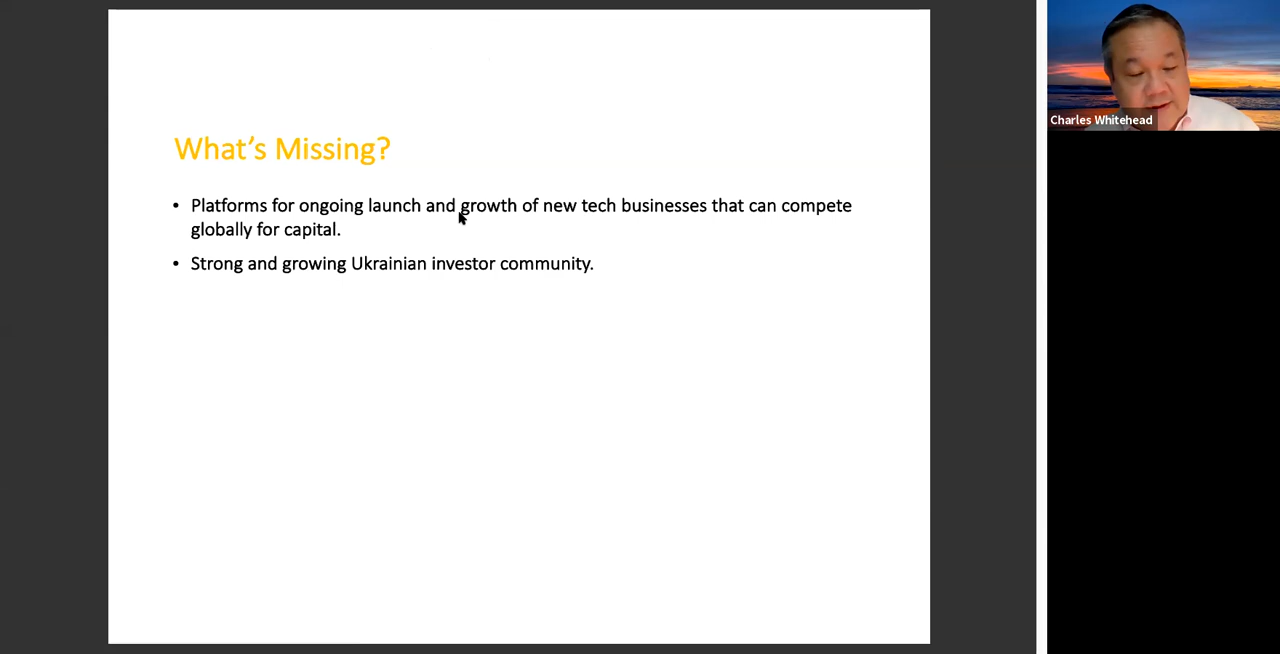 What's Missing?
• Platforms for ongoing launch and growth of new tech businesses that can compete
globally for capital.
• Strong and growing Ukrainian investor community.
Charles Whitehead